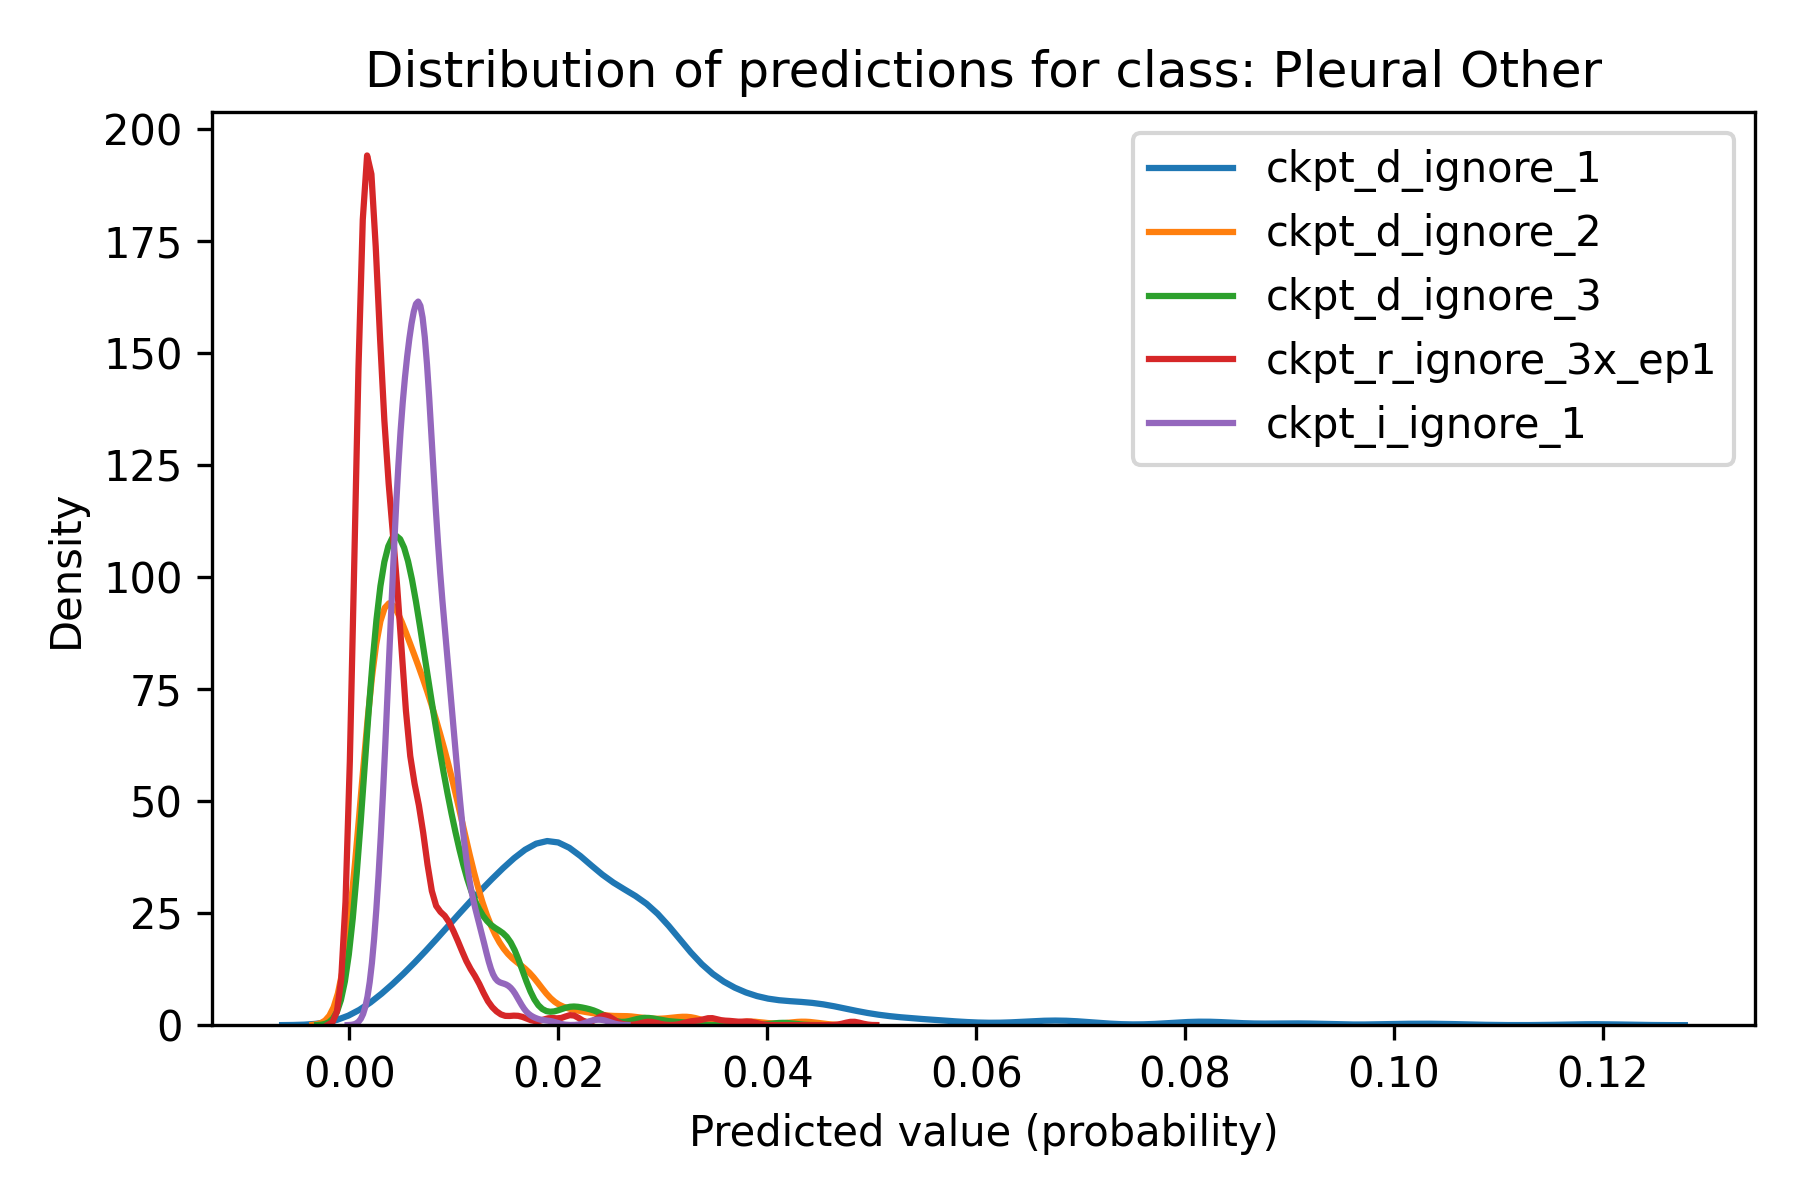 Distribution of predictions for class: Pleural Other
200
175
150
125
100
75
50
25
0
Density
ckpt_d_ignore_1
ckpt_d_ignore_2
ckpt_d_ignore_3
ckpt_r_ignore_3x_ep1
ckpt_i_ignore_1
0.00 0.02 0.04 0.06 0.08 0.10 0.12
Predicted value (probability)